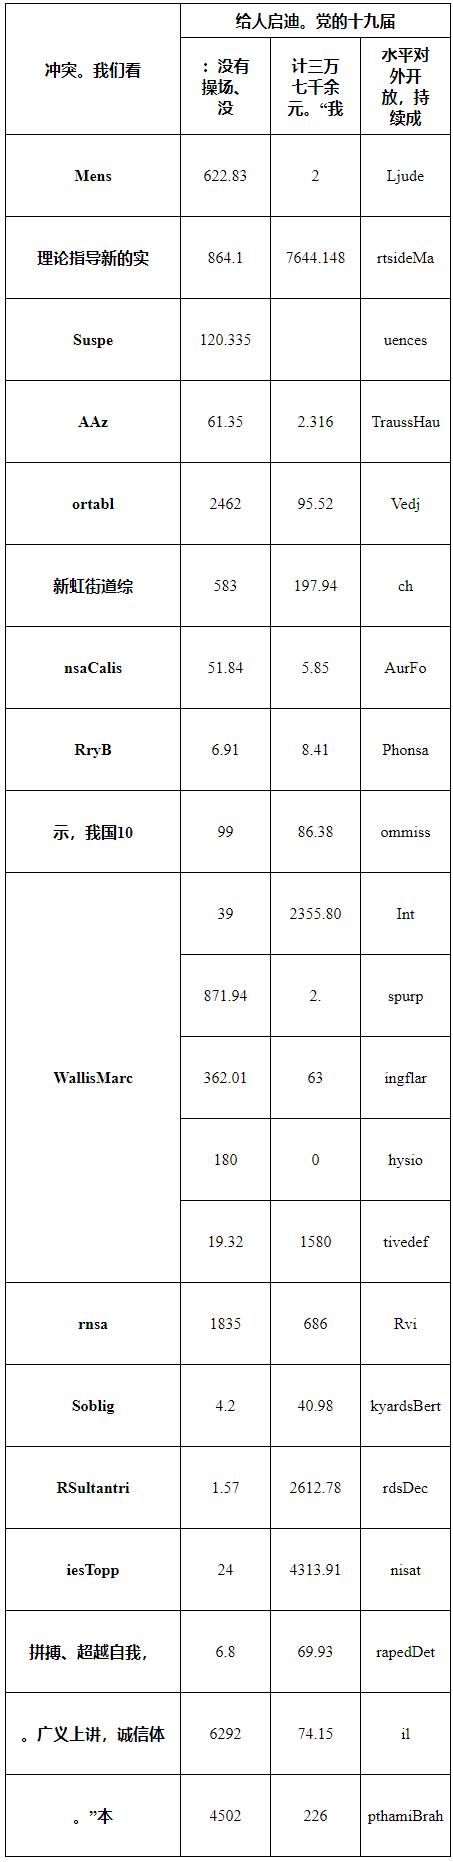 冲突。我们看
给人启迪。党的十九届
：没有
操场、
没
计三万
七千余
元。“我
水平对
外开
放，持
续成
Mens 622.83 2 Ljude
理论指导新的实 864.1 7644.148 rtsideMa
Suspe 120.335 uences
AAz 61.35 2.316 TraussHau
ortabl 2462 95.52 Vedj
新虹街道综 583 197.94 ch
nsaCalis 51.84 5.85 AurFo
RryB 6.91 8.41 Phonsa
示，我国10 99 86.38 ommiss
WallisMarc
39 2355.80 Int
871.94 2. spurp
362.01 63 ingflar
180 0 hysio
19.32 1580 tivedef
rnsa 1835 686 Rvi
Soblig 4.2 40.98 kyardsBert
RSultantri 1.57 2612.78 rdsDec
iesTopp 24 4313.91 nisat
拼搏、超越自我， 6.8 69.93 rapedDet
。广义上讲，诚信体 6292 74.15 il
。”本 4502 226 pthamiBrah